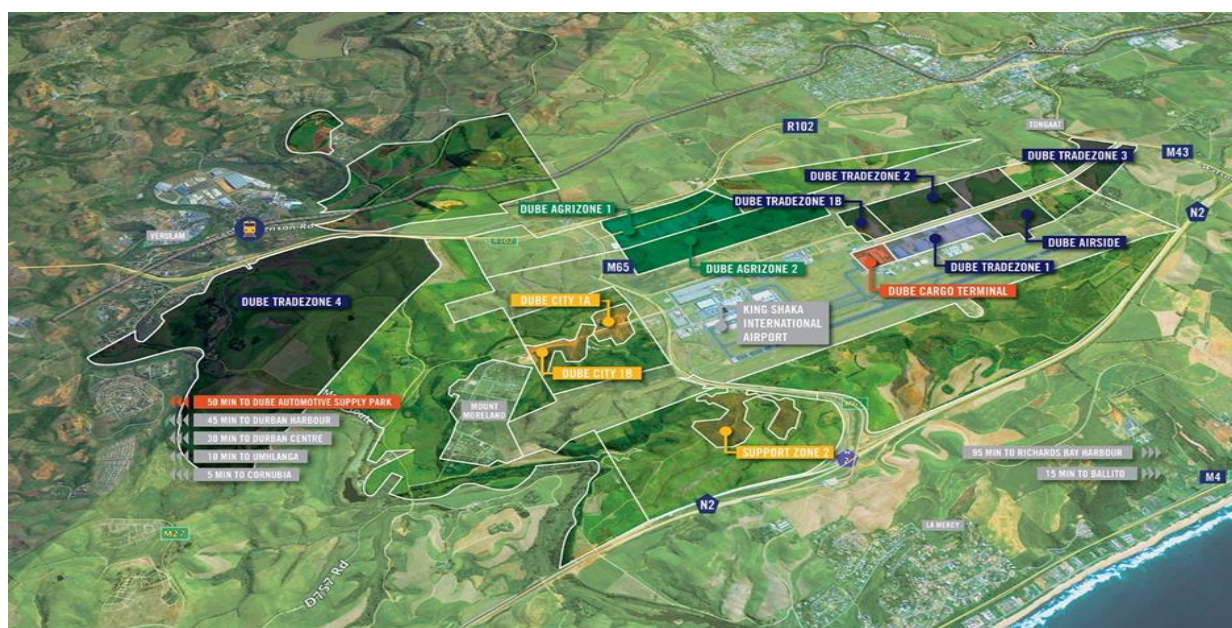 R102
TONGAAT
M43
DUBE TRADEZONE 3
DUBE TRADEZONE 2
DUBE TRADEZONE 1B
DUBE AGRIZONE 1
N2
VERULAM
R102
DUBE AIRSIDE
M65
DUBE AGRIZONE 2
DUBE TRADEZONE 1
DUBE CARGO TERMINAL
DUBE TRADEZONE 4
DUBE CITY 1A
KING SHAKA
INTERNATIONAL
AIRPORT
DUBE CITY 1B
50 MIN TO DUBE AUTOMOTIVE SUPPLY PARK
MOUNT
MORELAND
45 MIN TO DURBAN HARBOUR
30 MIN TO DURBAN CENTRE
SUPPORT ZONE 2
95 MIN TO RICHARDS BAY HARBOUR
10 MIN TO UMHLANGA
5 MIN TO CORNUBIA
15 MIN TO BALLITO
M4
N2
LA MERCY
M27
D757 Rd